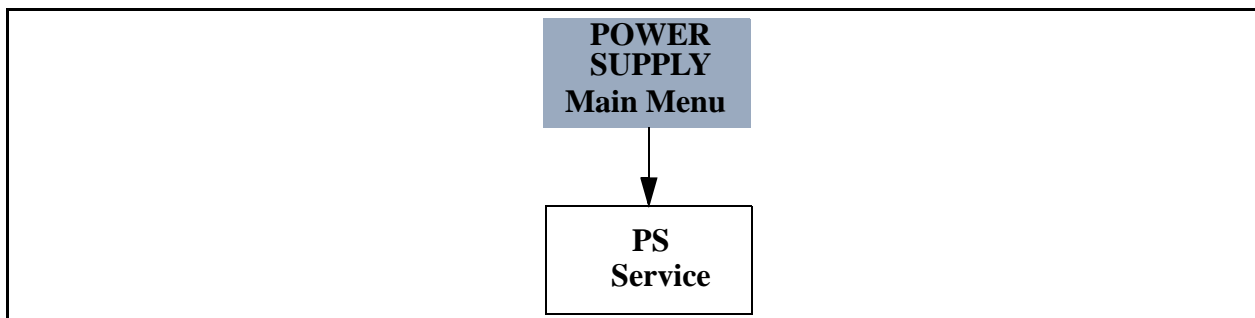 POWER
SUPPLY
Main Menu
PS
Service